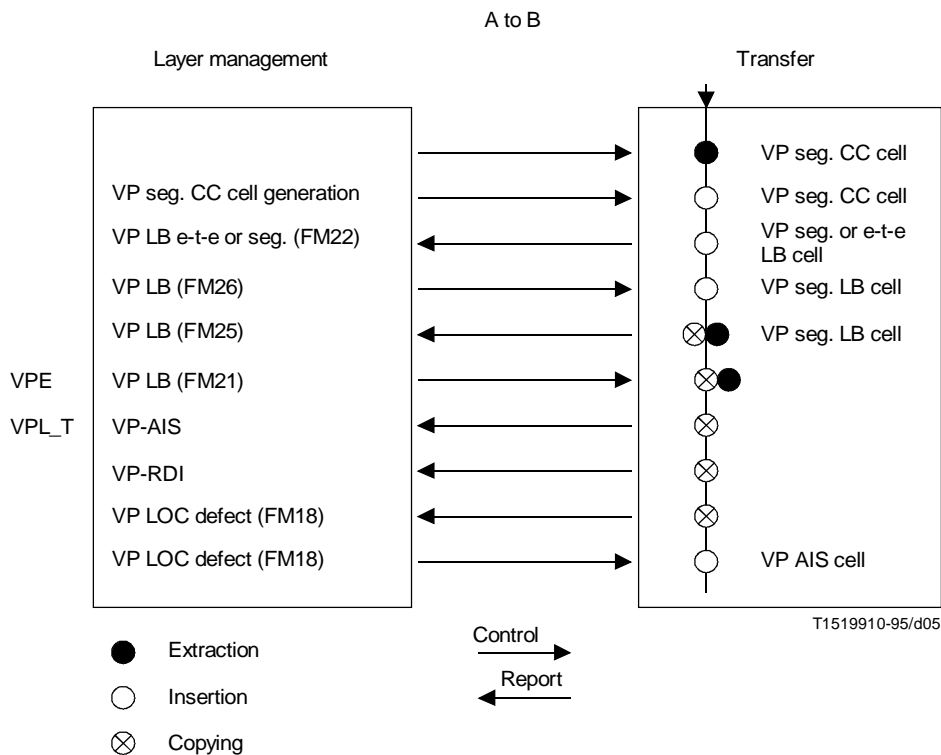 A to B
Layer management
Transfer
VP seg. CC cell
VP seg. CC cell generation
VP seg. CC cell
VP LB e-t-e or seg. (FM22)
VP seg. or e-t-e
LB cell
VP LB (FM26)
VP seg. LB cell
VP LB (FM25)
VP seg. LB cell
VPE
VP LB (FM21)
VPL_T
VP-AIS
VP-RDI
VP LOC defect (FM18)
VP LOC defect (FM18)
VP AIS cell
T1519910-95/d05
Extraction
Control
Insertion
Report
Copying